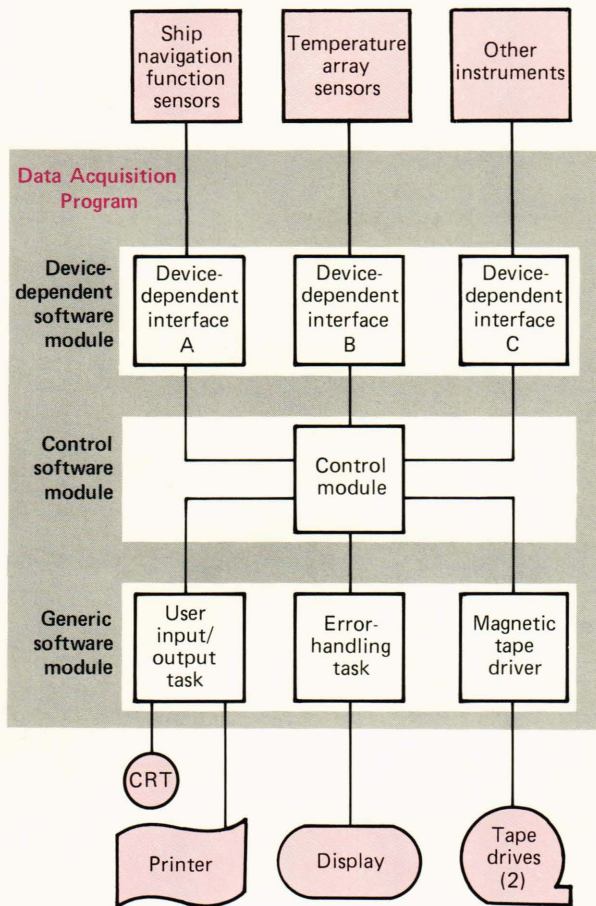 Ship
navigation
function
sensors
Temperature
array
sensors
Other
instruments
Data Acquisition
Program
Device-
dependent
software
module
Device-
dependent
interface
A
Device-
dependent
interface
B
Device-
dependent
interface
C
Control
software
module
Control
module
Generic
software
module
User
input/
output
task
Error-
handling
task
Magnetic
tape
driver
CRT
Printer
Display
Tape
drives
(2)